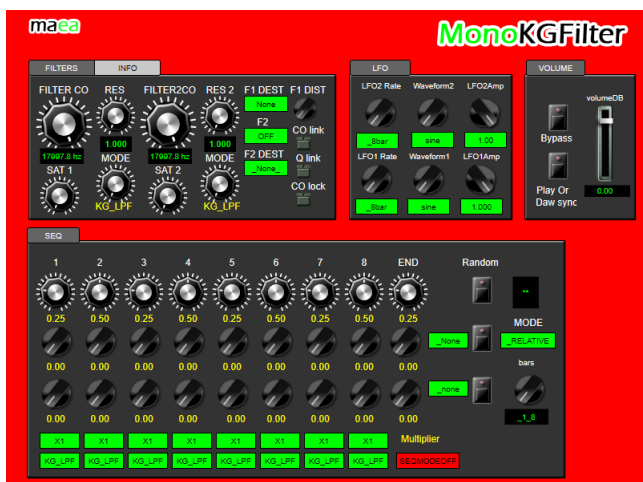 maea
MonoKGFilter
FILTERS INFO
FILTER CO RES FILTER2CO RES 2 F1 DEST F1 DIST
None
F2
OFF
CO link
1.000 1.000
17997.8 hz 17997.8 hz
F2 DEST Q link
SAT 1 MODE SAT 2 MODE
_None_
CO lock
KG_LPF KG_LPF
LFO
LFO2 Rate Waveform2 LFO2Amp
_8bar sine 1.00
LFO1 Rate Waveform1 LFO1Amp
_8bar sine 1.000
VOLUME
volumeDB
Bypass
Play Or
Daw sync
0.00
SEQ
1 2 3 4 5 6 7 8 END Random
0.25 0.50 0.25 0.50 0.25 0.50 0.25 0.50 0.25
MODE
_None _RELATIVE
0.00 0.00 0.00 0.00 0.00 0.00 0.00 0.00 0.00
bars
_none
_1_8
0.00 0.00 0.00 0.00 0.00 0.00 0.00 0.00 0.00
X1 X1 X1 X1 X1 X1 X1 X1 Multiplier
KG_LPF KG_LPF KG_LPF KG_LPF KG_LPF KG_LPF KG_LPF KG_LPF SEQMODEOFF